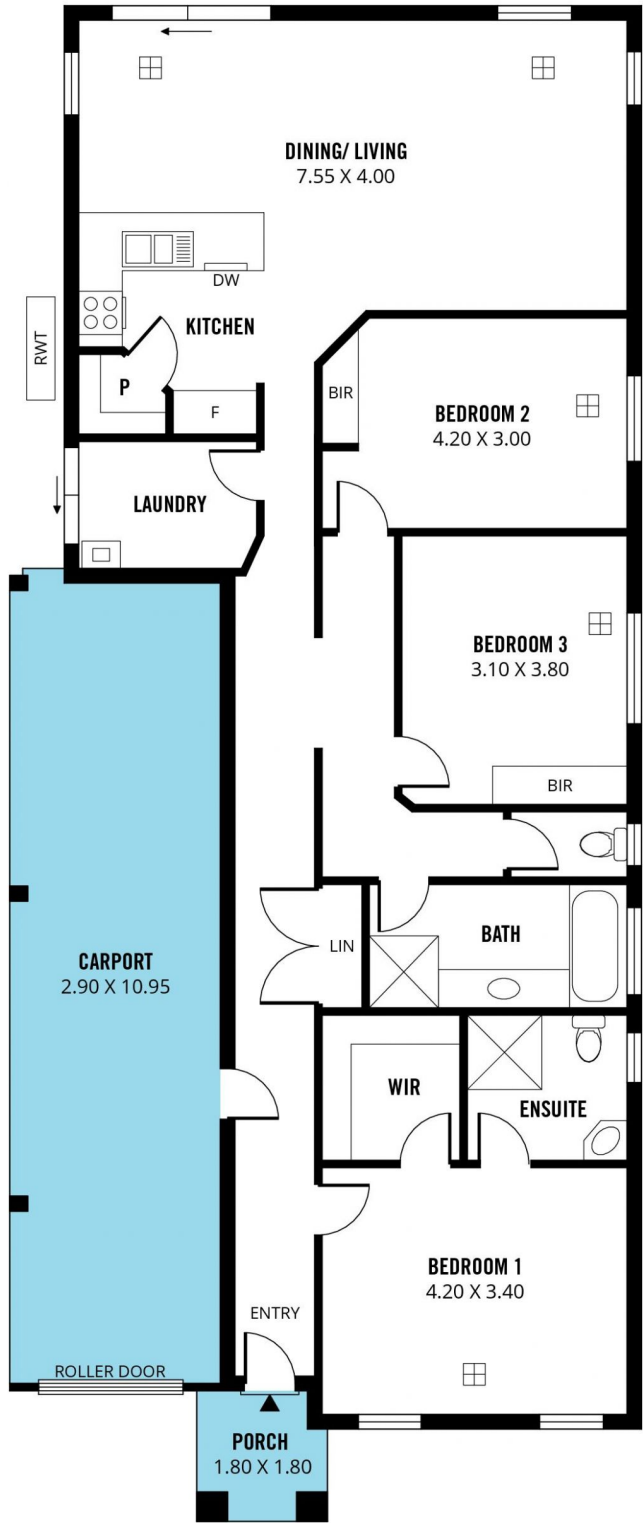 DINING/ LIVING
7.55 X 4.00
DW
KITCHEN
RWT
P
F
BIR
BEDROOM 2
4.20 X 3.00
LAUNDRY
BEDROOM 3
3.10 X 3.80
BIR
BATH
LIN
CARPORT
2.90 X 10.95
WIR
ENSUITE
BEDROOM 1
4.20 X 3.40
ENTRY
ROLLER DOOR
PORCH
1.80 X 1.80